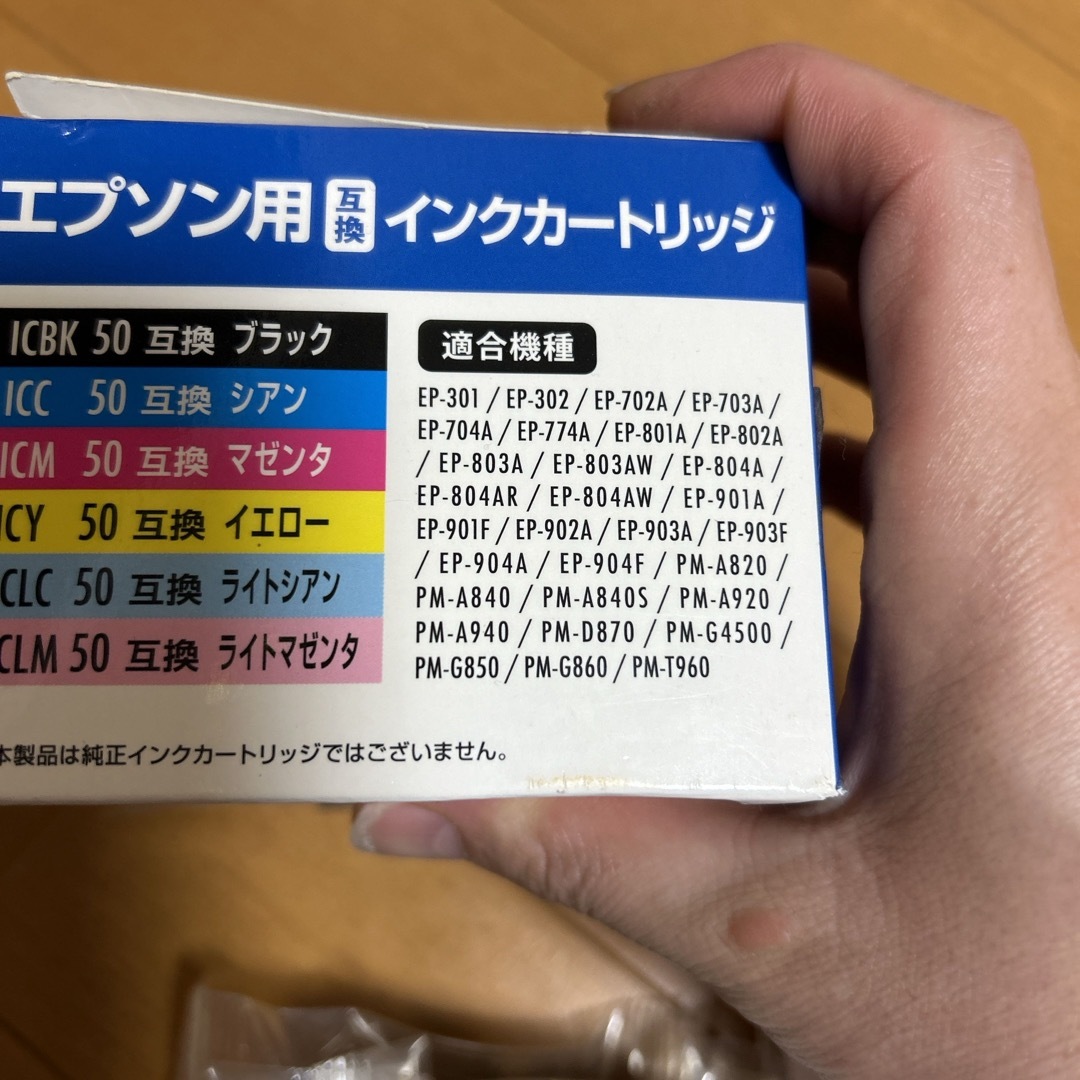 エプソン用 互換 インクカートリッジ
ICBK 50 互換 ブラック
ICC 50 互換 シアン
ICM 50 互換 マゼンタ
ICY 50 互換 イエロー
CLC 50 互換 ライトシアン
CLM 50 互換 ライトマゼンタ
適合機種
EP-301 / EP-302 / EP-702A / EP-703A /
EP-704A / EP-774A / EP-801A / EP-802A
/ EP-803A / EP-803AW / EP-804A /
EP-804AR / EP-804AW / EP-901A /
EP-901F / EP-902A / EP-903A / EP-903F
/ EP-904A / EP-904F / PM-A820 /
PM-A840 / PM-A840S / PM-A920 /
PM-A940 / PM-D870 / PM-G4500 /
PM-G850 / PM-G860 / PM-T960
本製品は純正インクカートリッジではございません。